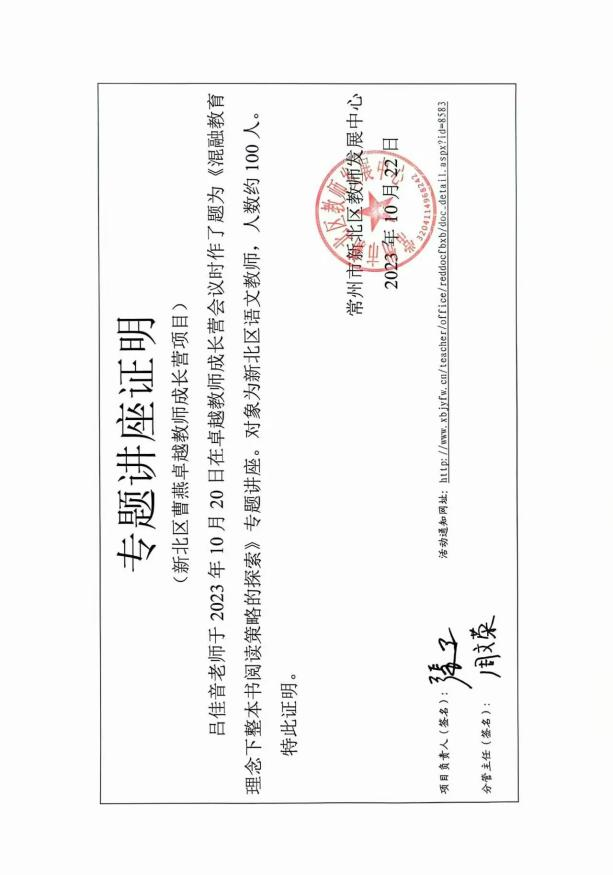 专题讲座证明
（新北区曹燕卓越教师成长营项目）
吕佳音老师于 2023 年 10 月 20 日在卓越教师成长营会议时作了题为《混融教育
理念下整本书阅读策略的探索》专题讲座。对象为新北区语文教师，人数约 100 人。
特此证明。
常州市新北区教师发展中心
2023 年 10 月 22 日
3204114968242
项目负责人（签名）：
活动通知网址：http://www.xbjyfw.cn/teacher/office/reddocfbxb/doc_detail.aspx?id=8583
分管主任（签名）：周文荣